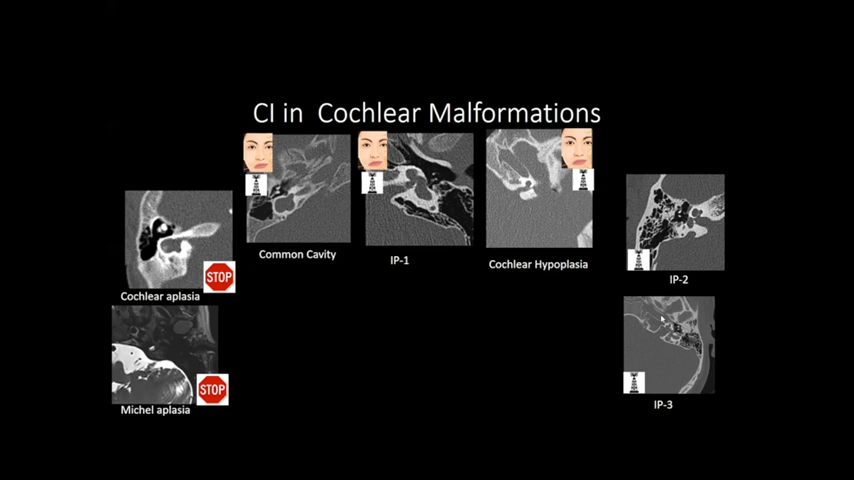 CI in Cochlear Malformations
Common Cavity
IP-1
Cochlear Hypoplasia
IP-2
STOP
Cochlear aplasia
STOP
Michel aplasia
IP-3